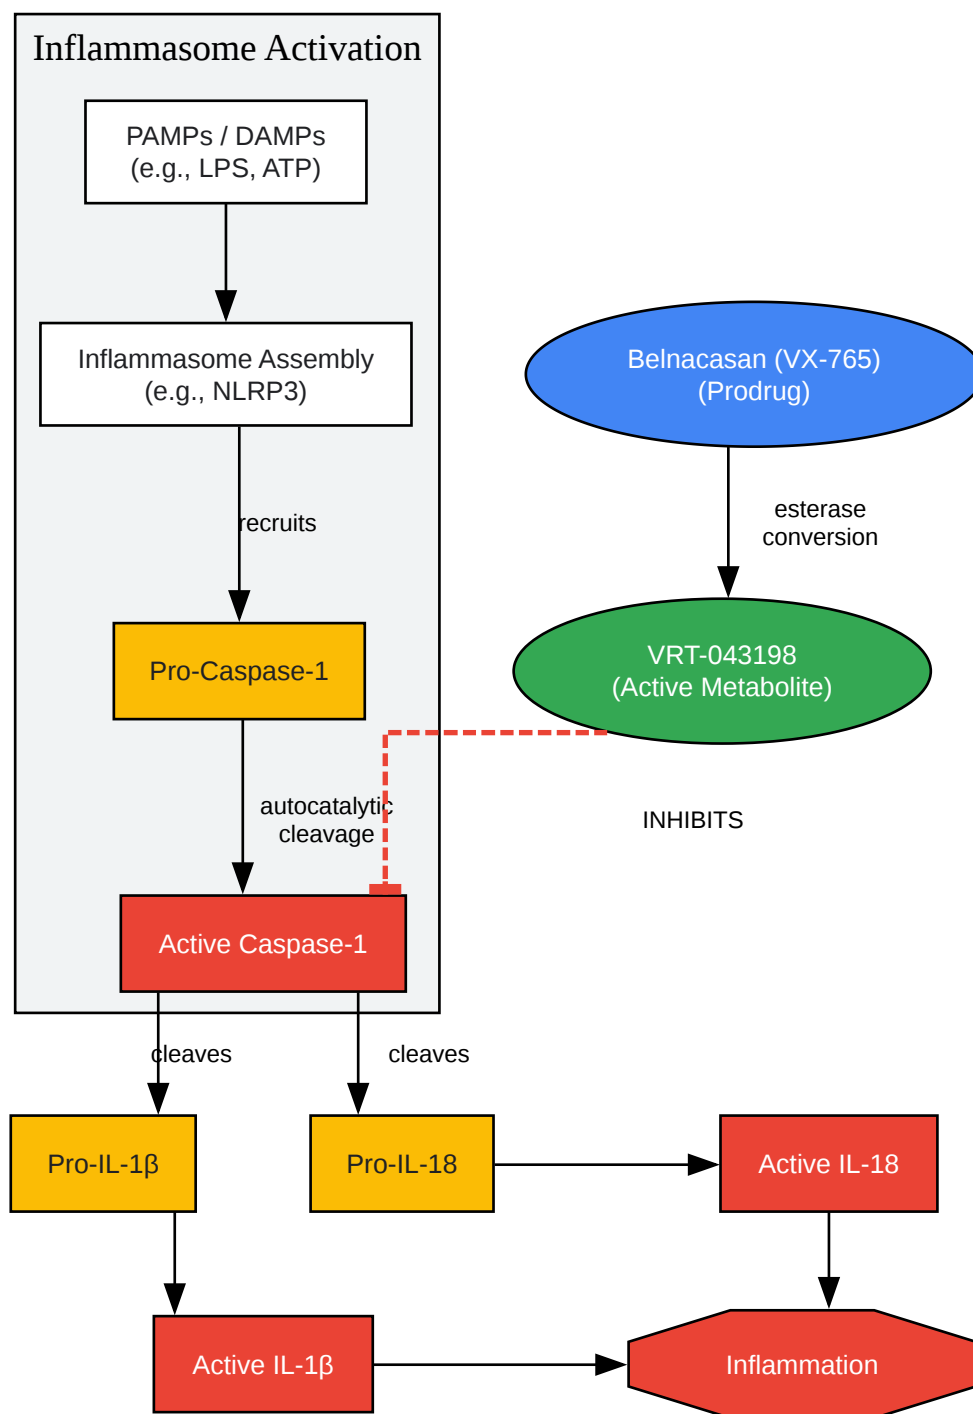 Inflammasome Activation
PAMPs / DAMPs
(e.g., LPS, ATP)
Inflammasome Assembly
(e.g., NLRP3)
Belnacasan (VX-765)
(Prodrug)
recruits
esterase
conversion
Pro-Caspase-1
VRT-043198
(Active Metabolite)
autocatalytic
cleavage
INHIBITS
Active Caspase-1
cleaves
cleaves
Pro-IL-1β
Pro-IL-18
Active IL-18
Active IL-1β
Inflammation